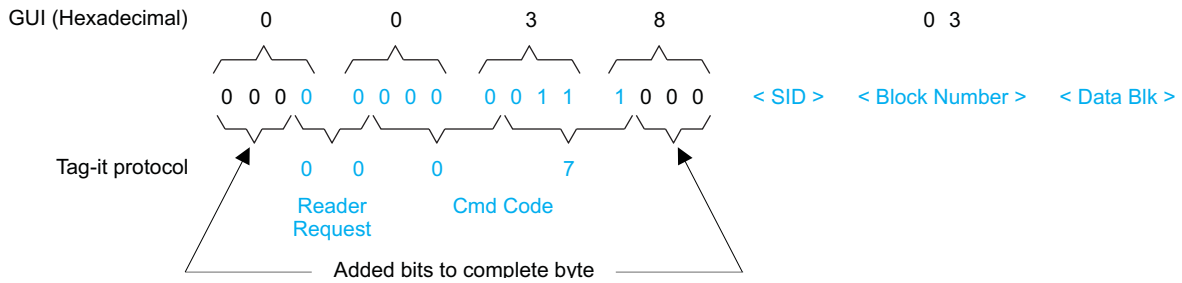 GUI (Hexadecimal) 0 0 3 8 0 3
0 0 0 0 0 0 0 0 0 0 1 1 1 0 0 0 < SID > < Block Number > < Data Blk >
Tag-it protocol 0 0 0 7
Reader Cmd Code
Request
Added bits to complete byte